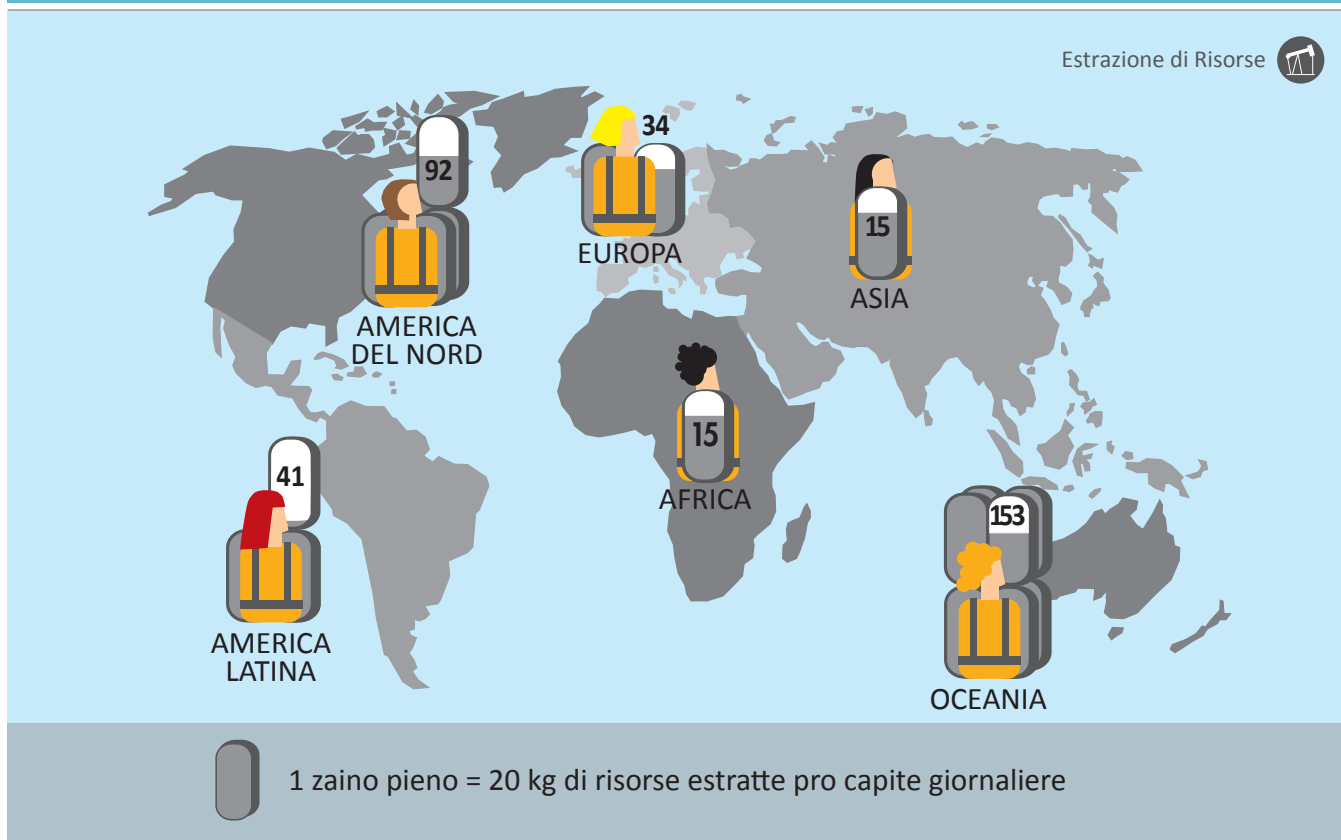 Estrazione di Risorse
92
AMERICA
DEL NORD
34
EUROPA
15
ASIA
15
AFRICA
41
AMERICA
LATINA
153
OCEANIA
1 zaino pieno = 20 kg di risorse estratte pro capite giornaliere